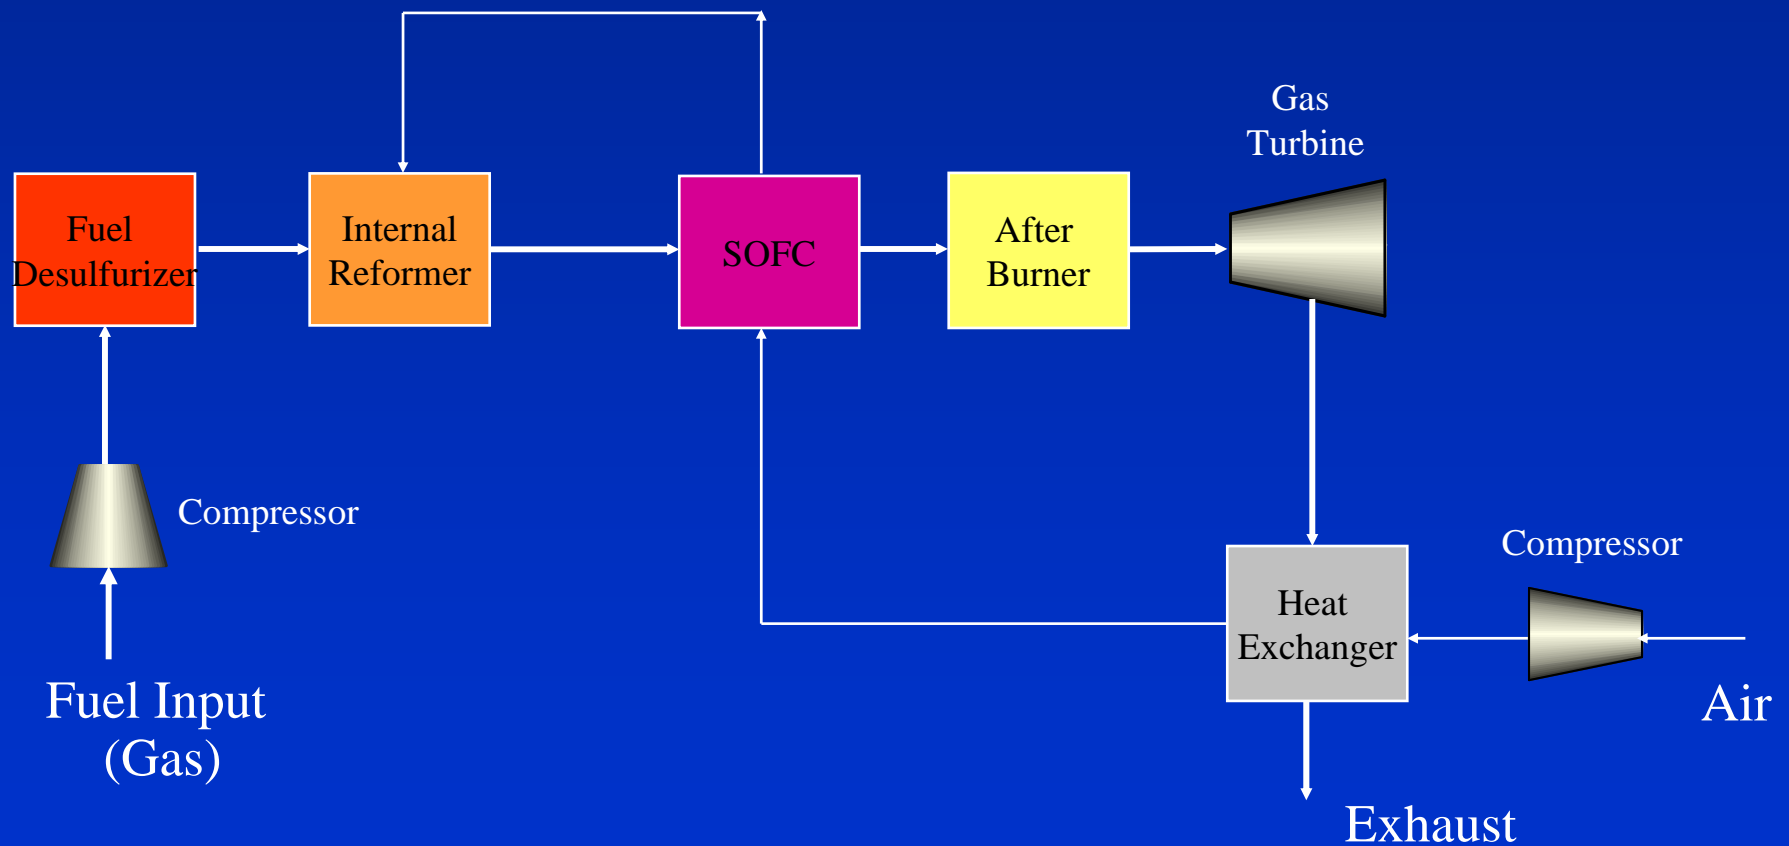 Gas
Turbine
Fuel
Desulfurizer
Internal
Reformer
SOFC
After
Burner
Compressor
Compressor
Heat
Exchanger
Fuel Input
(Gas)
Air
Exhaust